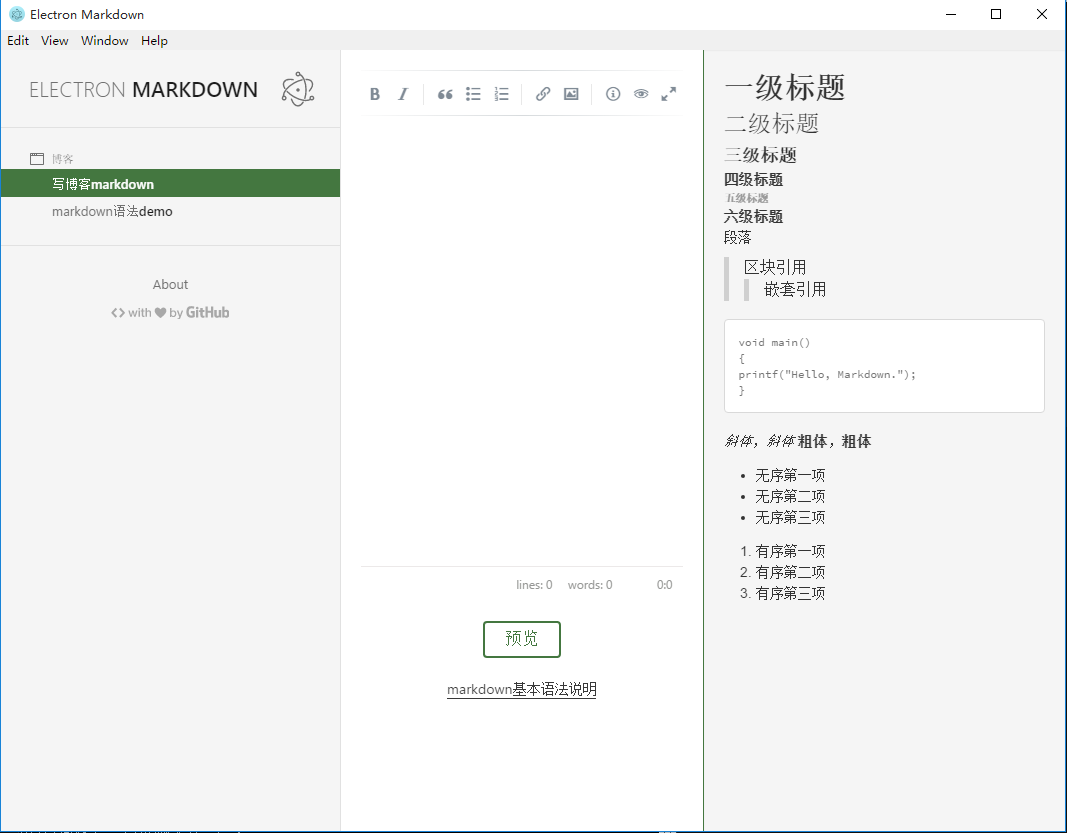 Electron Markdown
Edit View Window Help
ELECTRON MARKDOWN
博客
写博客markdown
markdown语法demo
About
<> with ♥ by GitHub
B I
lines: 0 words: 0 0:0
预览
markdown基本语法说明
一级标题
二级标题
三级标题
四级标题
五级标题
六级标题
段落
区块引用
嵌套引用
void main()
{
printf("Hello, Markdown.");
}
斜体，斜体 粗体，粗体
• 无序第一项
• 无序第二项
• 无序第三项
1. 有序第一项
2. 有序第二项
3. 有序第三项